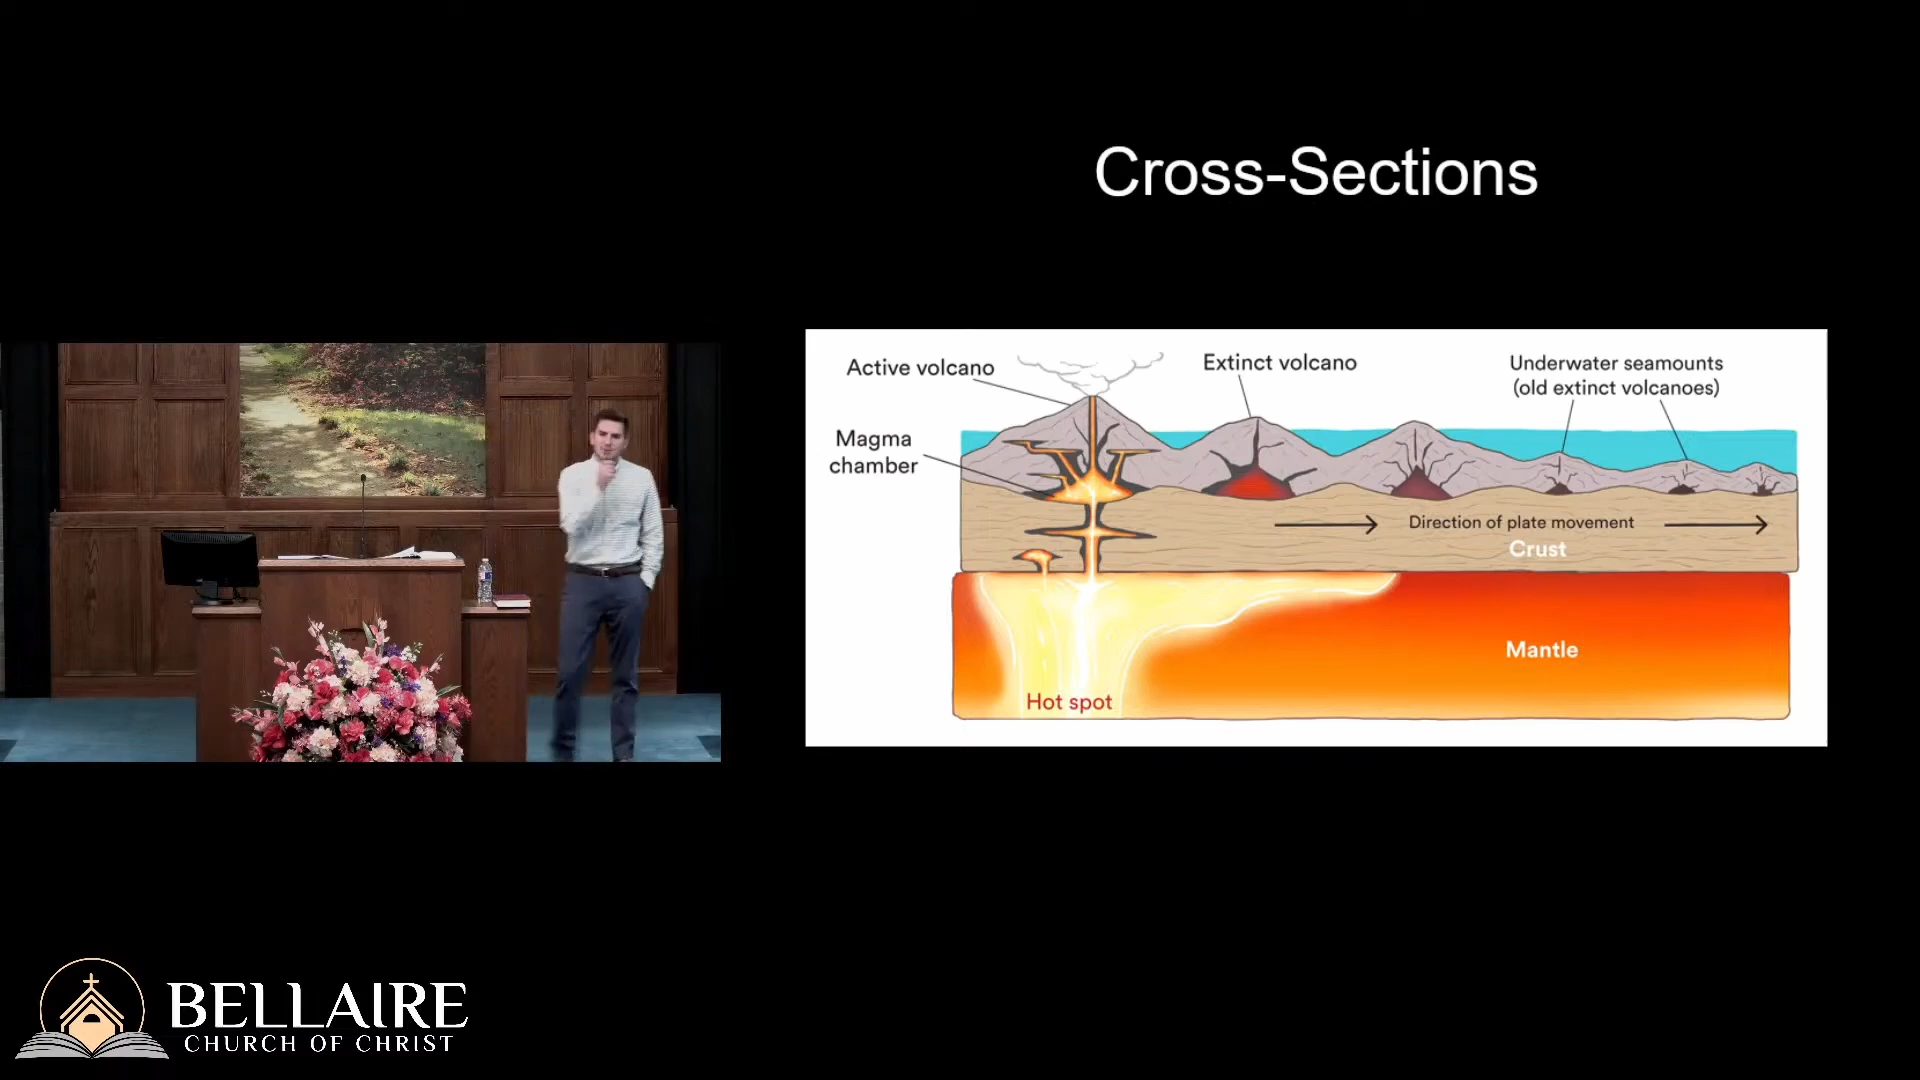 Cross-Sections
Active volcano
Extinct volcano
Underwater seamounts
(old extinct volcanoes)
Magma
chamber
Direction of plate movement
Crust
Mantle
Hot spot
BELLAIRE
CHURCH OF CHRIST